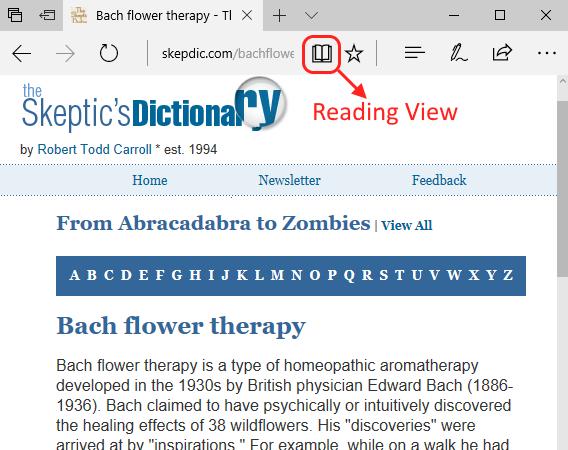 Bach flower therapy - Tl
skepdic.com/bachflowe
Reading View
the
Skeptic'sDictionary
by Robert Todd Carroll * est. 1994
Home Newsletter Feedback
From Abracadabra to Zombies | View All
A B C D E F G H I J K L M N O P Q R S T U V W X Y Z
Bach flower therapy
Bach flower therapy is a type of homeopathic aromatherapy
developed in the 1930s by British physician Edward Bach (1886-
1936). Bach claimed to have psychically or intuitively discovered
the healing effects of 38 wildflowers. His "discoveries" were
arrived at by "inspirations." For example, while on a walk he had